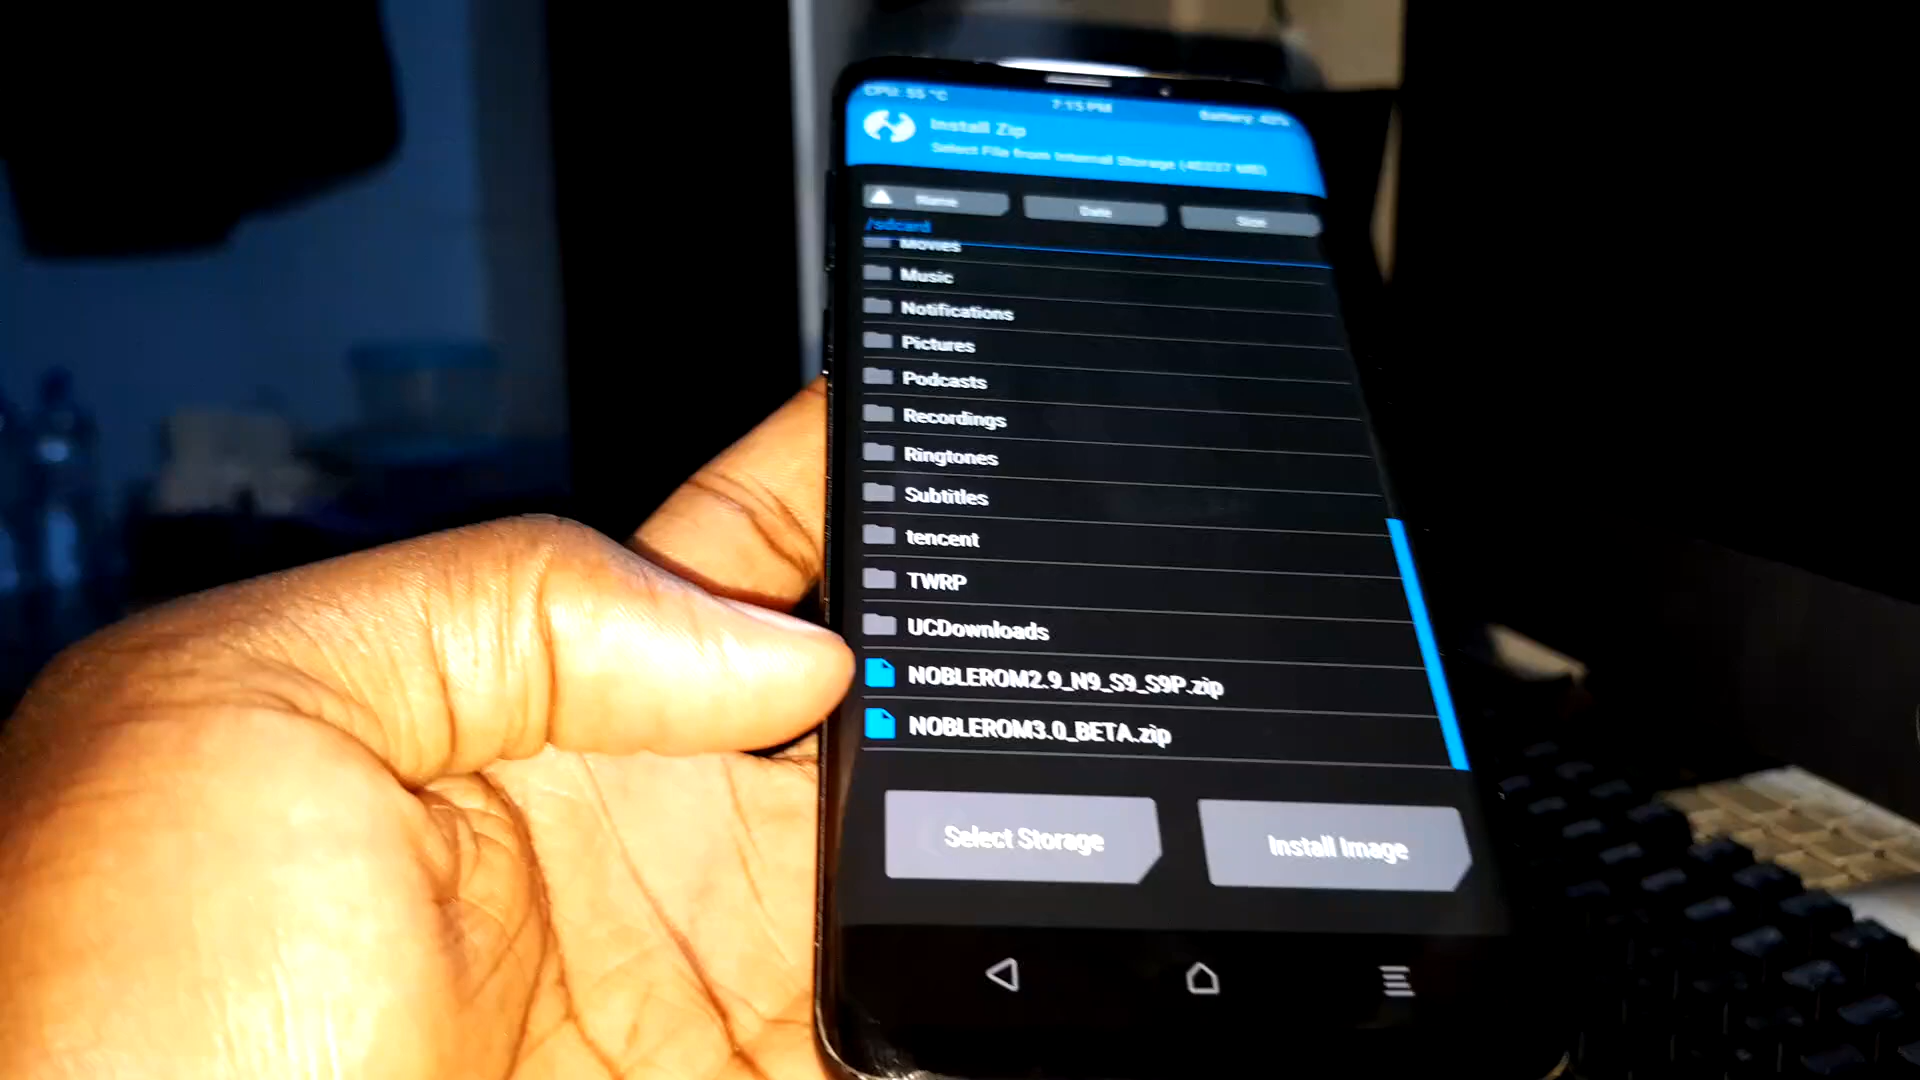 CPU: 55 °C
7:15 PM
Battery: 42%
Install Zip
Select File from Internal Storage (40237 MB)
Name
Date
Size
/sdcard
Movies
Music
Notifications
Pictures
Podcasts
Recordings
Ringtones
Subtitles
tencent
TWRP
UCDownloads
NOBLEROM2.9_N9_S9_S9P.zip
NOBLEROM3.0_BETA.zip
Select Storage
Install Image